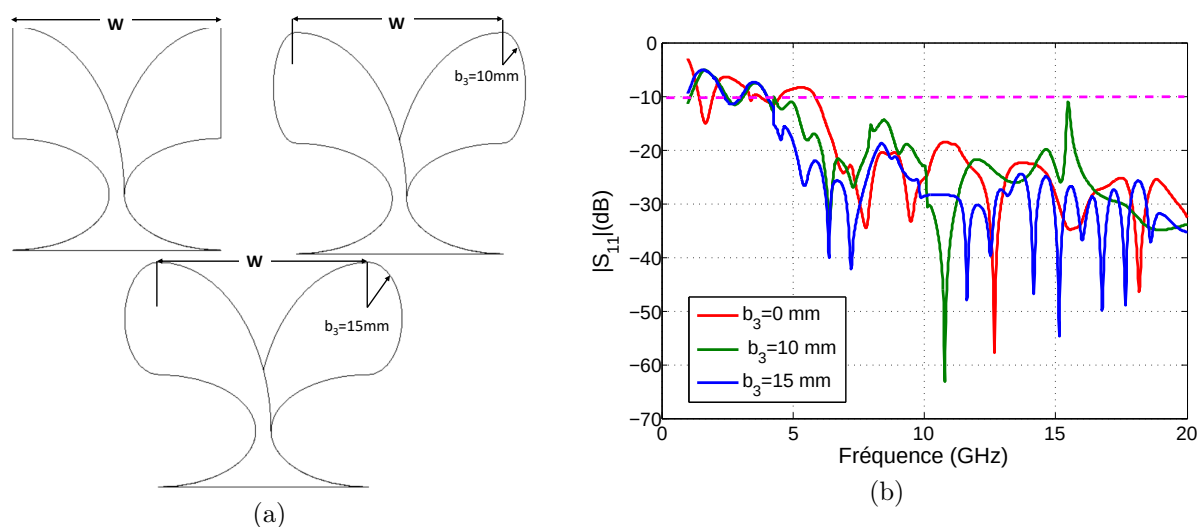 W
W
b3=10mm
W
b3=15mm
(a)
0
−10
−20
−30
−40
−50
−60
−70
|S11|(dB)
b3=0 mm
b3=10 mm
b3=15 mm
0 5 10 15 20
Fréquence (GHz)
(b)